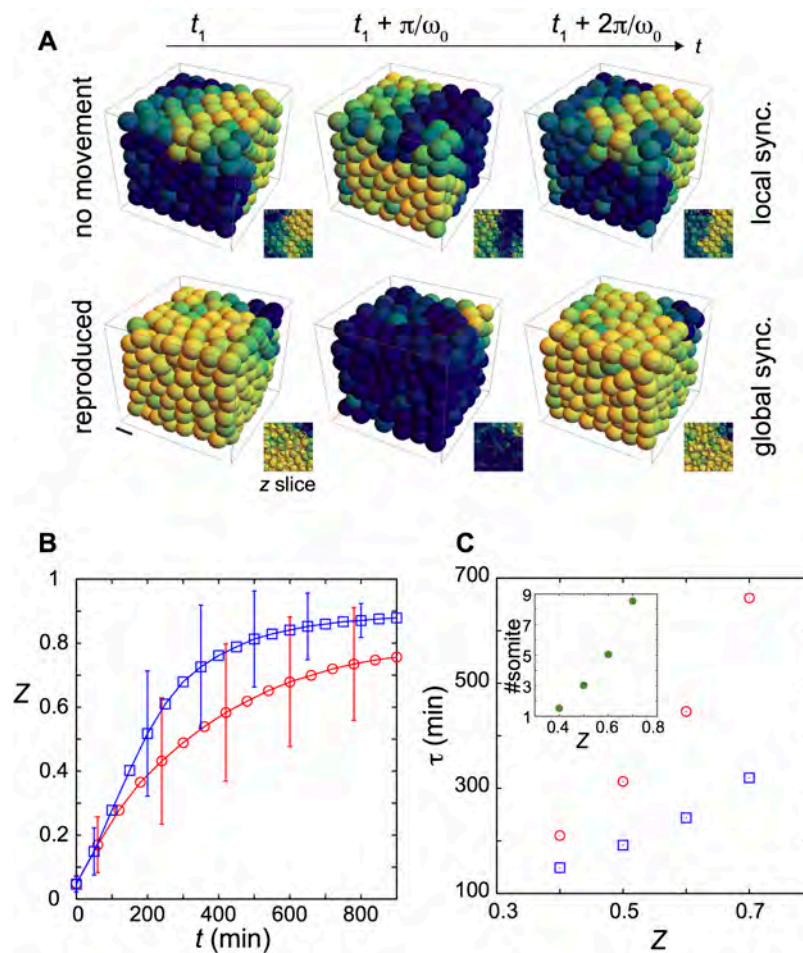 t₁ t₁ + π/ω₀ t₁ + 2π/ω₀
t
A
no movement
local sync.
reproduced
global sync.
z slice
B
C
1
0.8
0.6
0.4
0.2
0
Z
0 200 400 600 800
t (min)
700
500
300
100
τ (min)
9
7
5
3
1
#somite
0.4 0.6 0.8
Z
0.3 0.5 0.7
Z